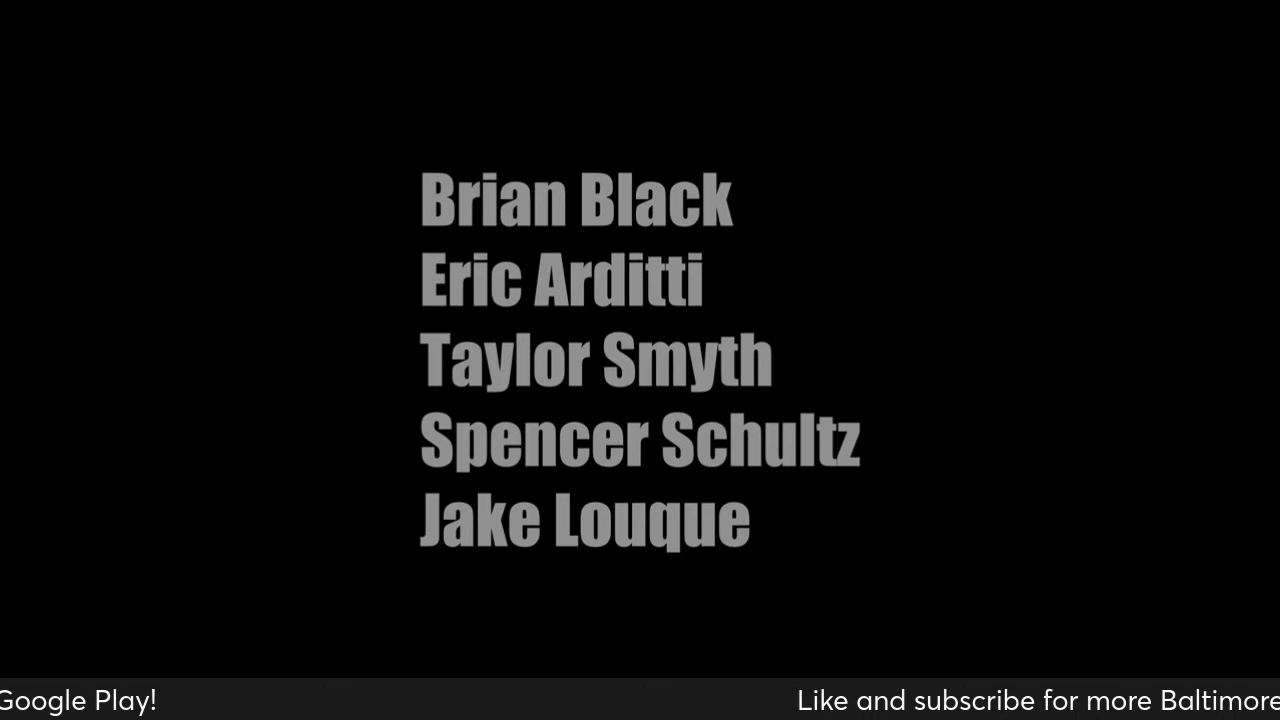 Brian Black
Eric Arditti
Taylor Smyth
Spencer Schultz
Jake Louque
Google Play!
Like and subscribe for more Baltimore